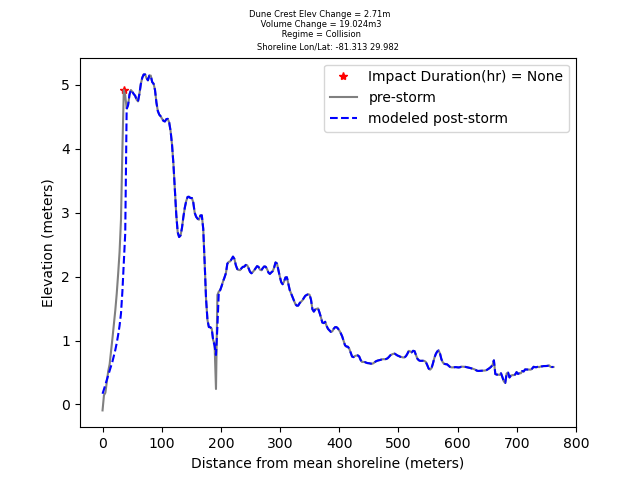 Dune Crest Elev Change = 2.71m
Volume Change = 19.024m3
Regime = Collision
Shoreline Lon/Lat: -81.313 29.982
Impact Duration(hr) = None
pre-storm
modeled post-storm
Elevation (meters)
5
4
3
2
1
0
0 100 200 300 400 500 600 700 800
Distance from mean shoreline (meters)